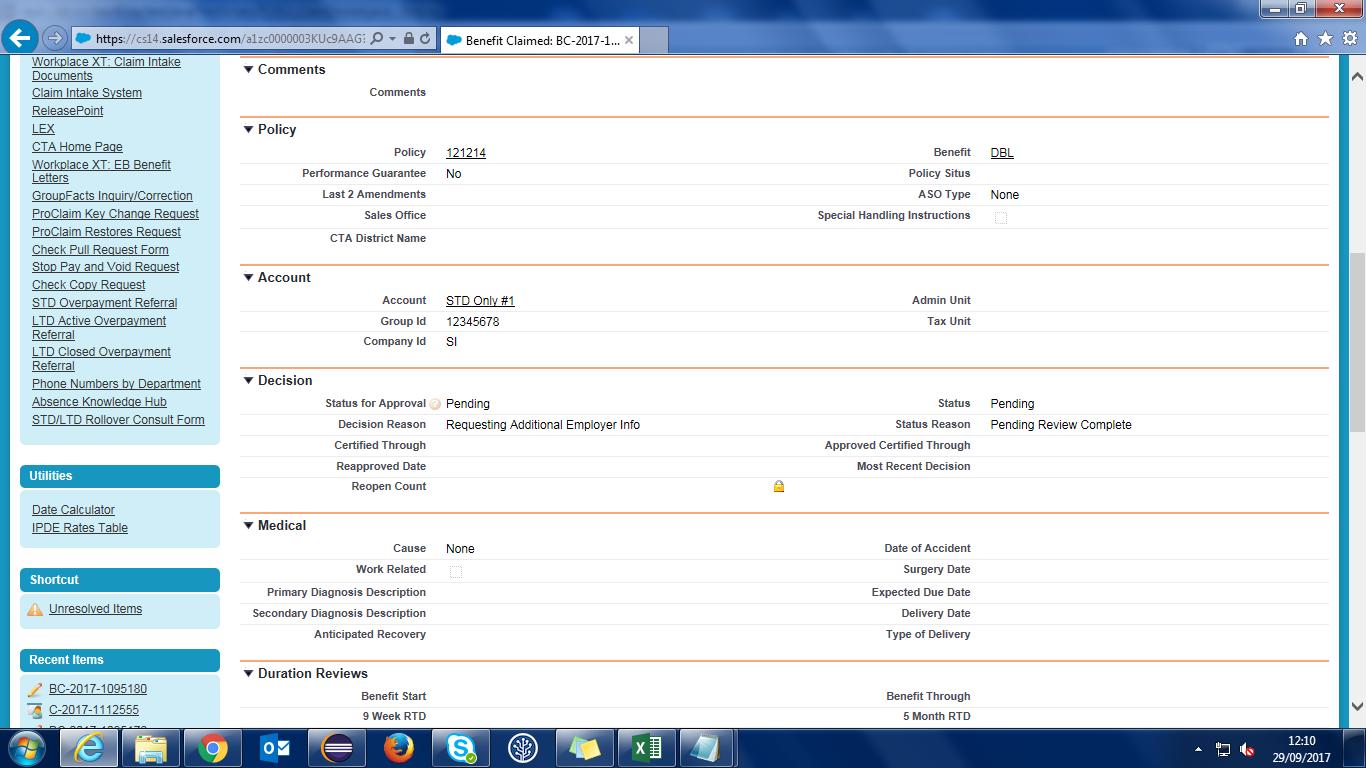 https://cs14.salesforce.com/a1zc0000003KUc9AAG
Benefit Claimed: BC-2017-1...
Workplace XT: Claim Intake
Documents
Claim Intake System
ReleasePoint
LEX
CTA Home Page
Workplace XT: EB Benefit
Letters
GroupFacts Inquiry/Correction
ProClaim Key Change Request
ProClaim Restores Request
Check Pull Request Form
Stop Pay and Void Request
Check Copy Request
STD Overpayment Referral
LTD Active Overpayment
Referral
LTD Closed Overpayment
Referral
Phone Numbers by Department
Absence Knowledge Hub
STD/LTD Rollover Consult Form
Utilities
Date Calculator
IPDE Rates Table
Shortcut
Unresolved Items
Recent Items
BC-2017-1095180
C-2017-1112555
Comments
Comments
Policy
Policy 121214 Benefit DBL
Performance Guarantee No Policy Situs
Last 2 Amendments ASO Type None
Sales Office Special Handling Instructions
CTA District Name
Account
Account STD Only #1 Admin Unit
Group Id 12345678 Tax Unit
Company Id SI
Decision
Status for Approval Pending Status Pending
Decision Reason Requesting Additional Employer Info Status Reason Pending Review Complete
Certified Through Approved Certified Through
Reapproved Date Most Recent Decision
Reopen Count
Medical
Cause None Date of Accident
Work Related Surgery Date
Primary Diagnosis Description Expected Due Date
Secondary Diagnosis Description Delivery Date
Anticipated Recovery Type of Delivery
Duration Reviews
Benefit Start Benefit Through
9 Week RTD 5 Month RTD
12:10
29/09/2017